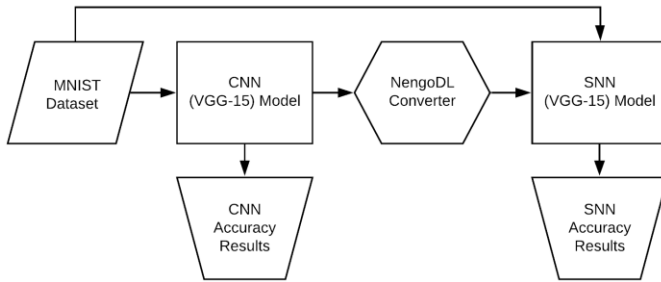 MNIST
Dataset
CNN
(VGG-15) Model
NengoDL
Converter
SNN
(VGG-15) Model
CNN
Accuracy
Results
SNN
Accuracy
Results